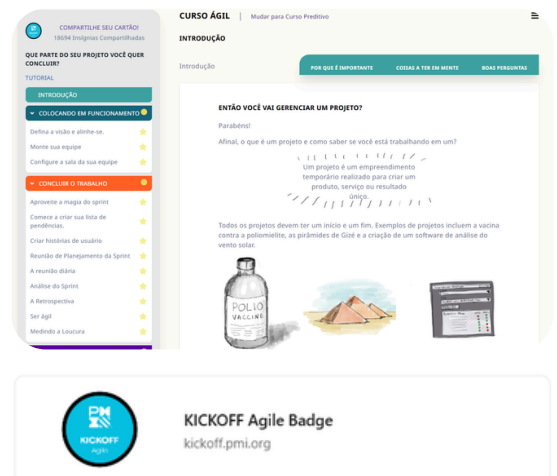 COMPARTILHE SEU CARTÃO!
18694 Insígnias Compartilhadas
QUE PARTE DO SEU PROJETO VOCÊ QUER
CONCLUIR?
TUTORIAL
INTRODUÇÃO
COLOCANDO EM FUNCIONAMENTO
Defina a visão e alinhe-se.
Monte sua equipe
Configure a sala da sua equipe
CONCLUIR O TRABALHO
Aproveite a magia do sprint
Comece a criar sua lista de
pendências.
Criar histórias de usuário
Reunião de Planejamento da Sprint
A reunião diária
Análise do Sprint
A Retrospectiva
Ser ágil
Medindo a Loucura
CURSO ÁGIL | Mudar para Curso Preditivo
INTRODUÇÃO
Introdução
POR QUE É IMPORTANTE
COISAS A TER EM MENTE
BOAS PERGUNTAS
ENTÃO VOCÊ VAI GERENCIAR UM PROJETO?
Parabéns!
Afinal, o que é um projeto e como saber se você está trabalhando em um?
Um projeto é um empreendimento
temporário realizado para criar um
produto, serviço ou resultado
único.
Todos os projetos devem ter um início e um fim. Exemplos de projetos incluem a vacina
contra a poliomielite, as pirâmides de Gizé e a criação de um software de análise do
vento solar.
POLIO
VACCINE
KICKOFF
Agile
KICKOFF Agile Badge
kickoff.pmi.org